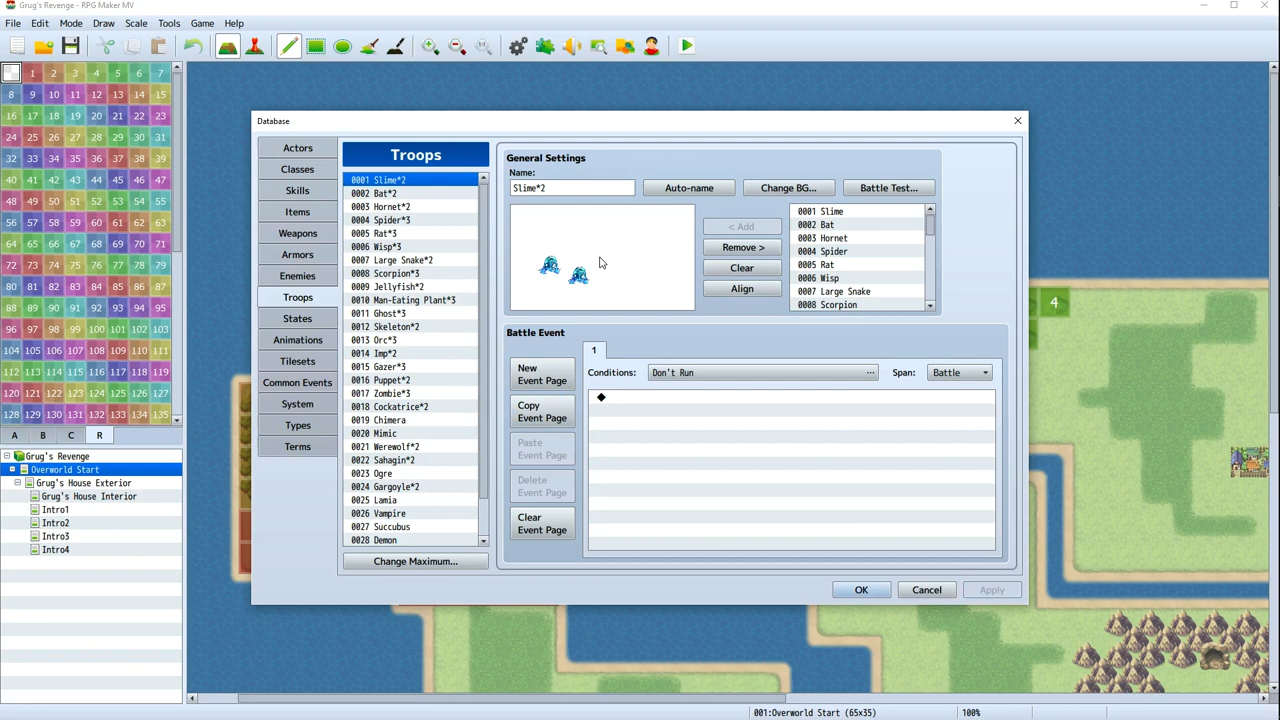 Grug's Revenge - RPG Maker MV
File Edit Mode Draw Scale Tools Game Help
1 2 3 4 5 6 7
8 9 10 11 12 13 14 15
16 17 18 19 20 21 22 23
24 25 26 27 28 29 30 31
32 33 34 35 36 37 38 39
40 41 42 43 44 45 46 47
48 49 50 51 52 53 54 55
56 57 58 59 60 61 62 63
64 65 66 67 68 69 70 71
72 73 74 75 76 77 78 79
80 81 82 83 84 85 86 87
88 89 90 91 92 93 94 95
96 97 98 99 100 101 102 103
104 105 106 107 108 109 110 111
112 113 114 115 116 117 118 119
120 121 122 123 124 125 126 127
128 129 130 131 132 133 134 135
A B C R
Grug's Revenge
Overworld Start
Grug's House Exterior
Grug's House Interior
Intro1
Intro2
Intro3
Intro4
Database
Actors
Classes
Skills
Items
Weapons
Armors
Enemies
Troops
States
Animations
Tilesets
Common Events
System
Types
Terms
Troops
0001 Slime*2
0002 Bat*2
0003 Hornet*2
0004 Spider*3
0005 Rat*3
0006 Wisp*3
0007 Large Snake*2
0008 Scorpion*3
0009 Jellyfish*2
0010 Man-Eating Plant*3
0011 Ghost*3
0012 Skeleton*2
0013 Orc*3
0014 Imp*2
0015 Gazer*3
0016 Puppet*2
0017 Zombie*3
0018 Cockatrice*2
0019 Chimera
0020 Mimic
0021 Werewolf*2
0022 Sahagin*2
0023 Ogre
0024 Gargoyle*2
0025 Lamia
0026 Vampire
0027 Succubus
0028 Demon
Change Maximum...
General Settings
Name:
Slime*2
Auto-name
Change BG...
Battle Test...
< Add
Remove >
Clear
Align
0001 Slime
0002 Bat
0003 Hornet
0004 Spider
0005 Rat
0006 Wisp
0007 Large Snake
0008 Scorpion
Battle Event
New
Event Page
Copy
Event Page
Paste
Event Page
Delete
Event Page
Clear
Event Page
1
Conditions: Don't Run ... Span: Battle
OK
Cancel
Apply
4
001:Overworld Start (65x35)
100%